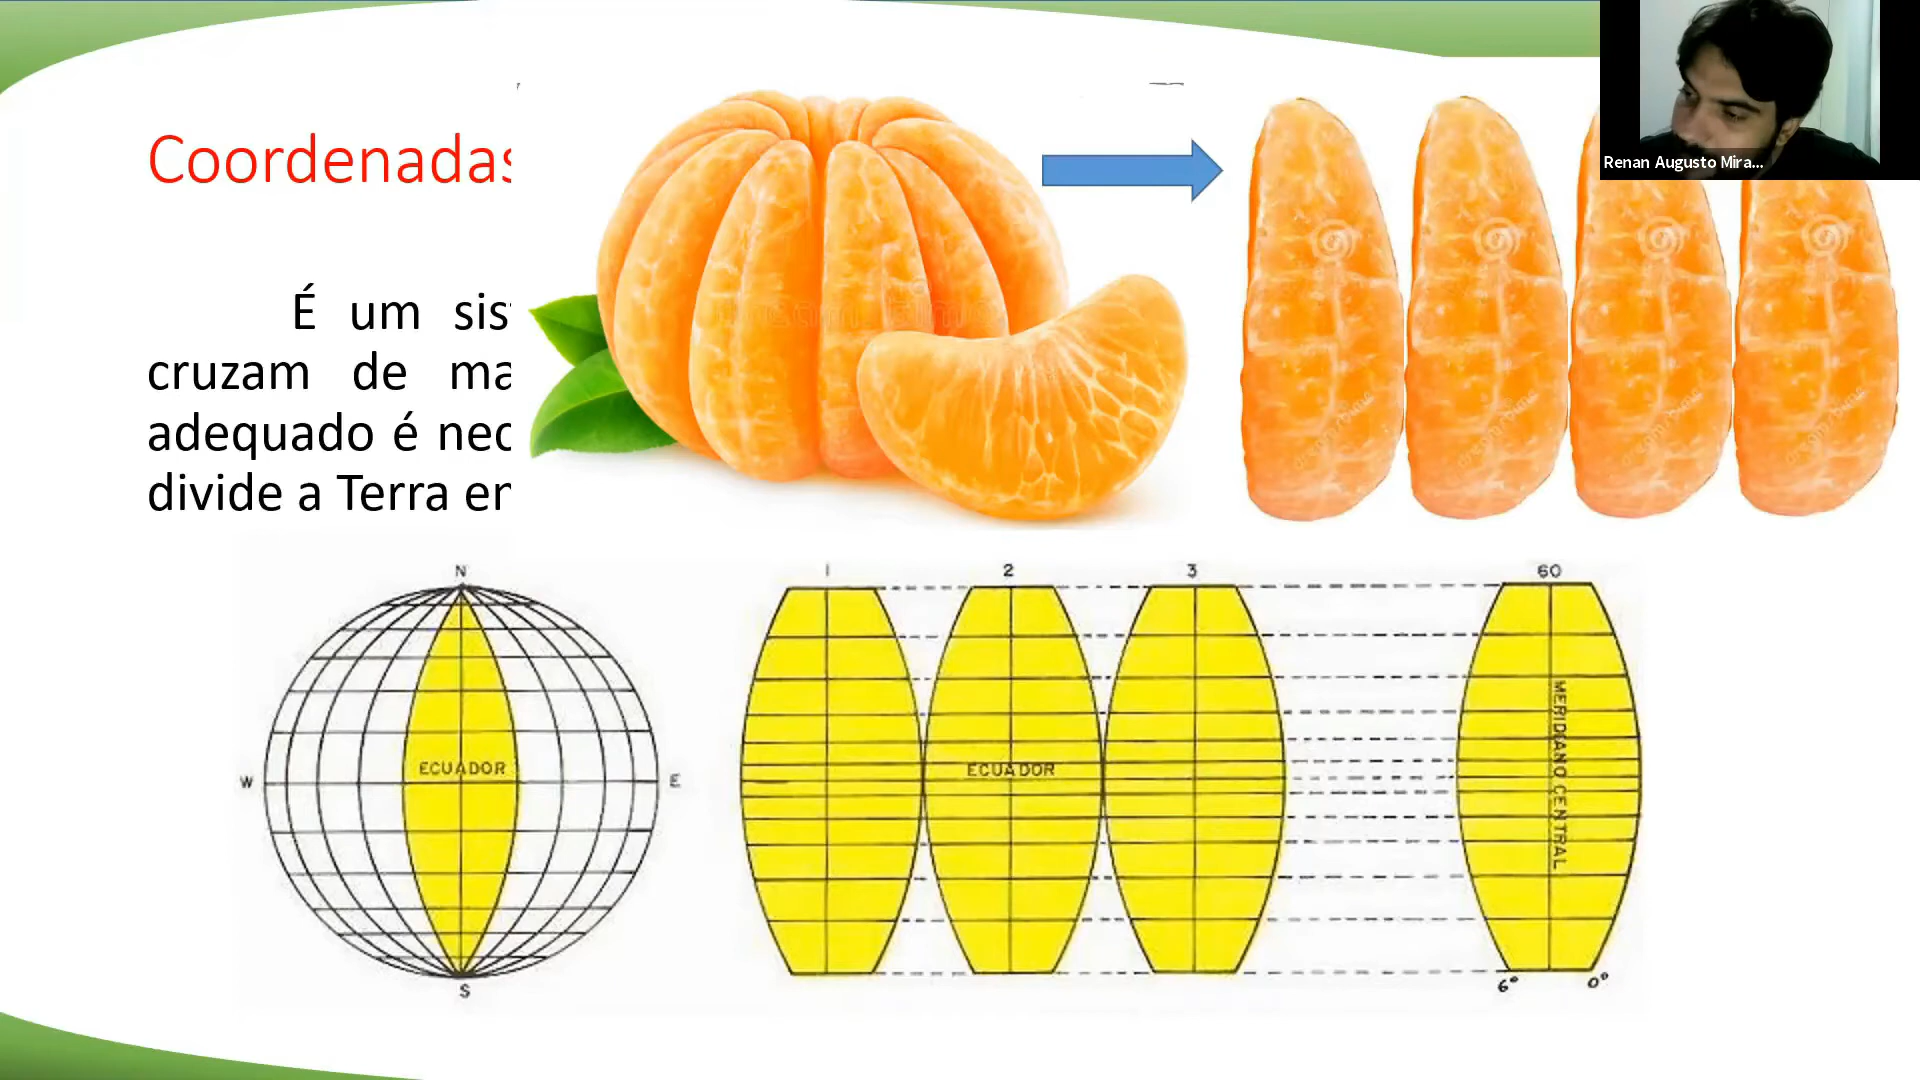 Renan Augusto Mira...
Coordenadas
É um sis
cruzam de ma
adequado é nec
divide a Terra em
N
W
ECUADOR
E
S
1 2 3 60
ECUADOR
MERIDIANO CENTRAL
6° 0°